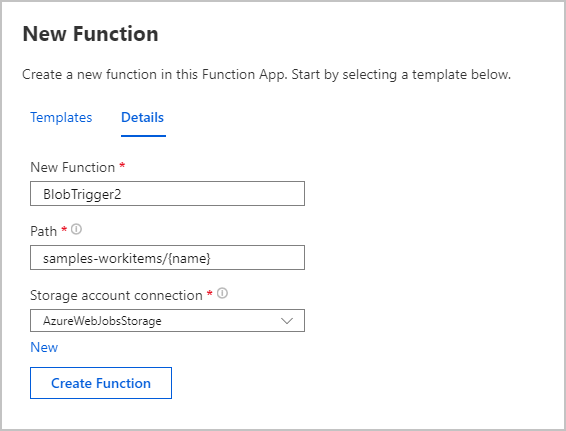 New Function
Create a new function in this Function App. Start by selecting a template below.
Templates Details
New Function *
BlobTrigger2
Path *
samples-workitems/{name}
Storage account connection *
AzureWebJobsStorage
New
Create Function